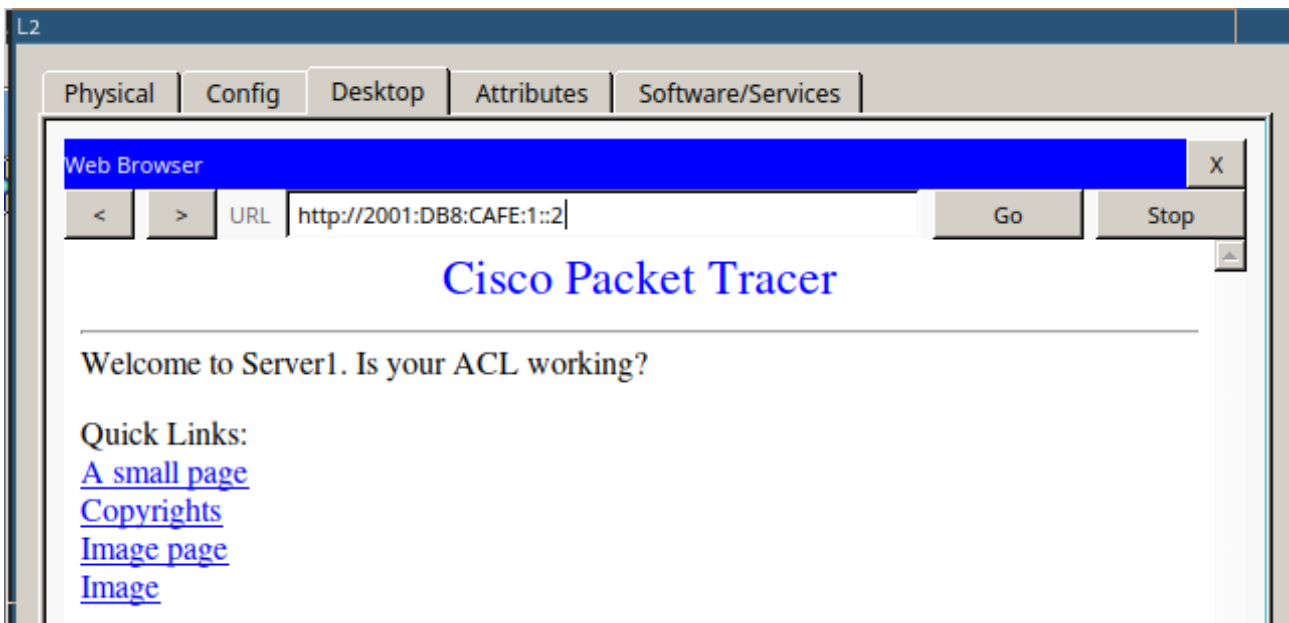 L2
Physical Config Desktop Attributes Software/Services
Web Browser X
< > URL http://2001:DB8:CAFE:1::2 Go Stop
Cisco Packet Tracer
Welcome to Server1. Is your ACL working?
Quick Links:
A small page
Copyrights
Image page
Image